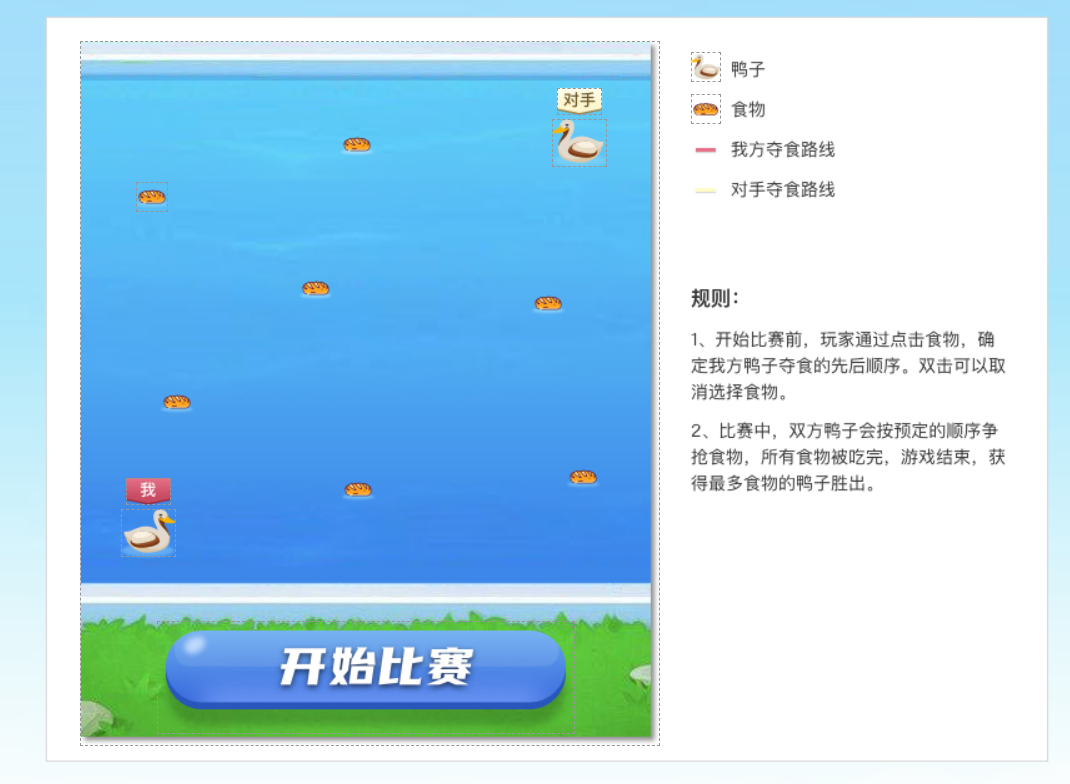 对手
我
开始比赛
鸭子
食物
我方夺食路线
对手夺食路线
规则：
1、开始比赛前，玩家通过点击食物，确
定我方鸭子夺食的先后顺序。双击可以取
消选择食物。
2、比赛中，双方鸭子会按预定的顺序争
抢食物，所有食物被吃完，游戏结束，获
得最多食物的鸭子胜出。